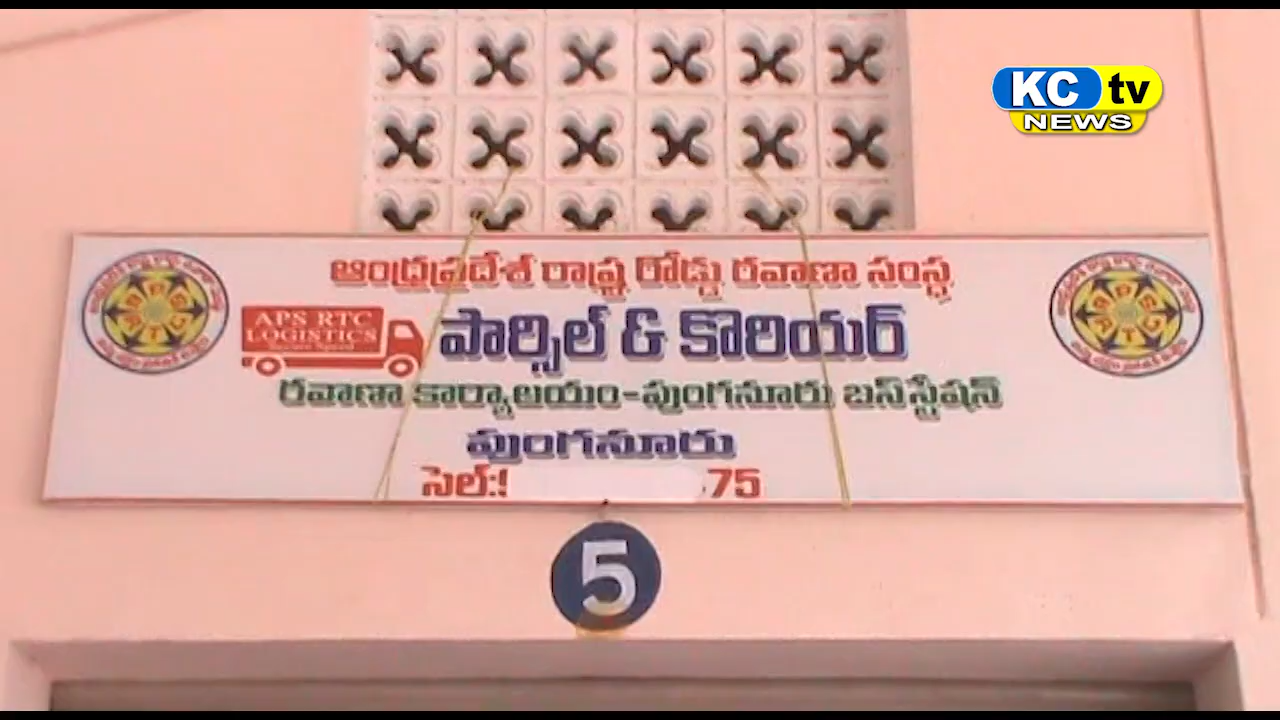 KC tv
NEWS
ఆంధ్రప్రదేశ్ రాష్ట్ర రోడ్డు రవాణా సంస్థ
APS RTC
LOGISTICS
పార్శిల్ & కొరియర్
రవాణా కార్యాలయం-పుంగనూరు బస్‌స్టేషన్
పుంగనూరు
సెల్:
75
5